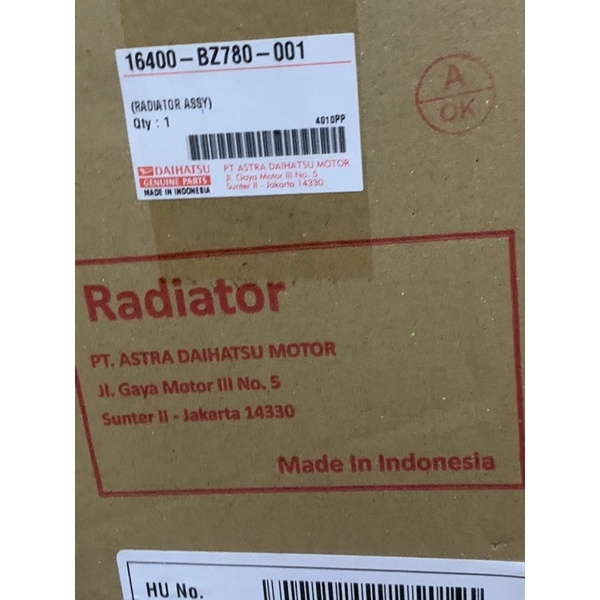 16400-BZ780-001
(RADIATOR ASSY)
Qty : 1
4010PP
DAIHATSU
GENUINE PARTS
MADE IN INDONESIA
PT ASTRA DAIHATSU MOTOR
Jl. Gaya Motor III No. 5
Sunter II - Jakarta 14330
A
OK
Radiator
PT. ASTRA DAIHATSU MOTOR
Jl. Gaya Motor III No. 5
Sunter II - Jakarta 14330
Made In Indonesia
HU No.